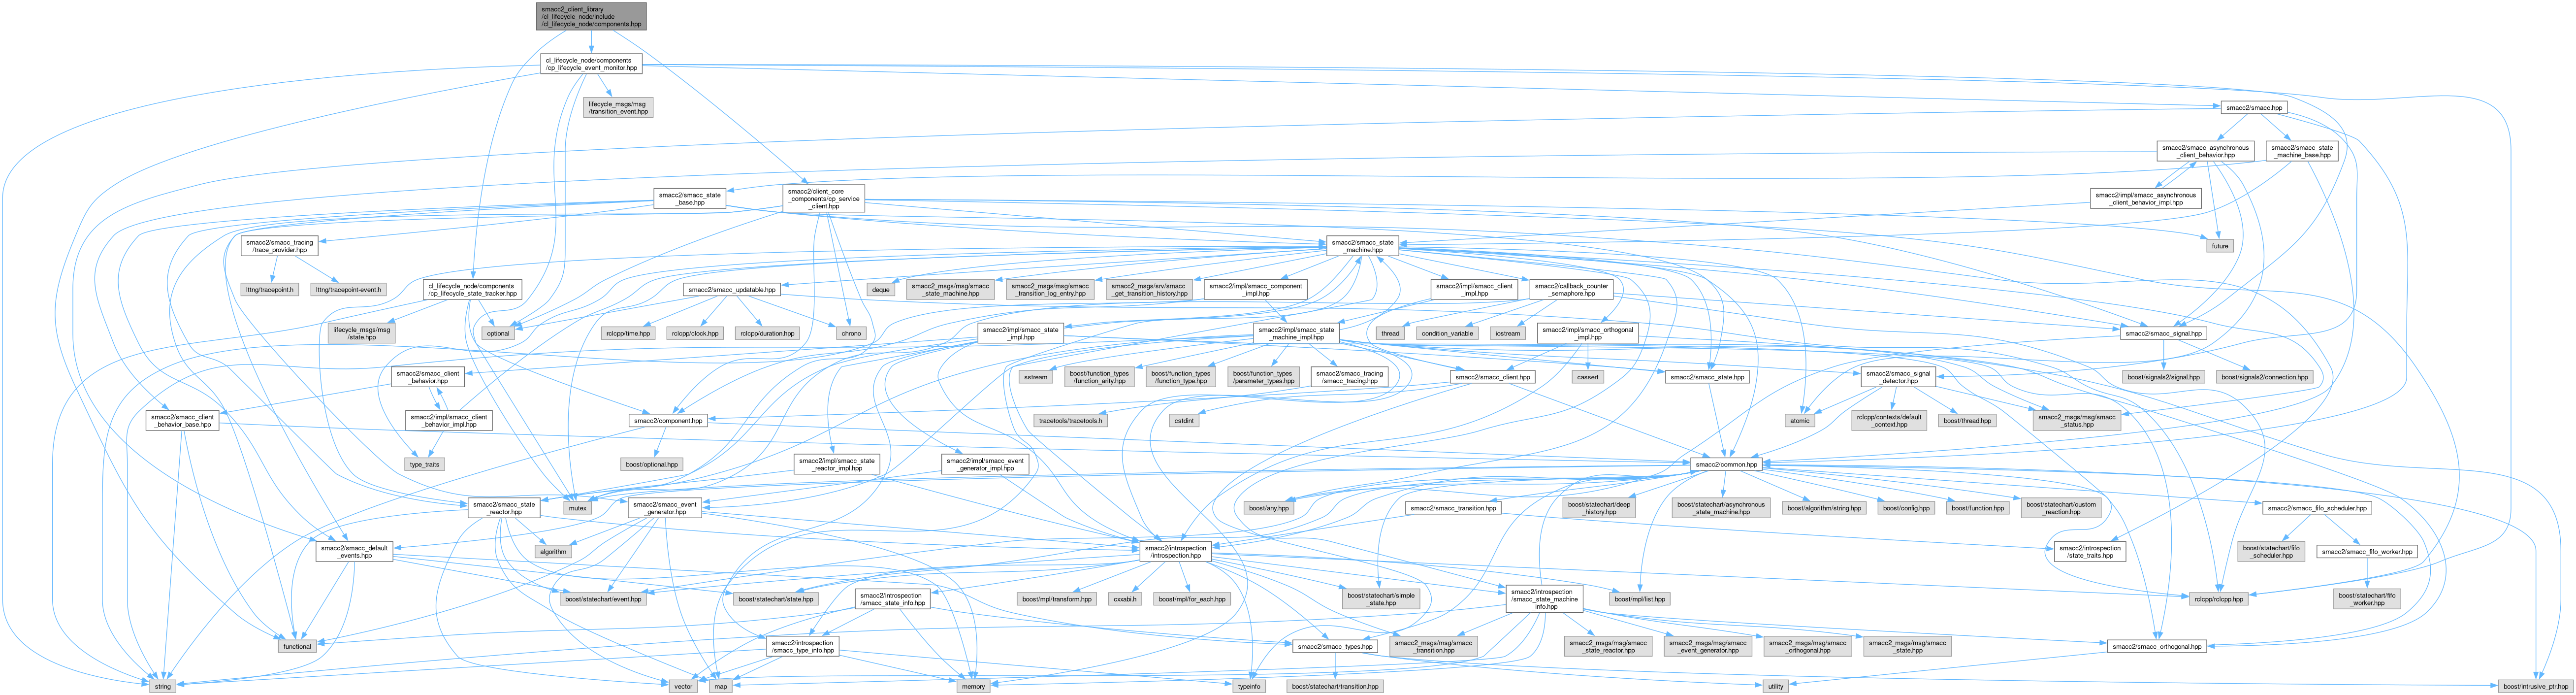 smacc2_client_library
/cl_lifecycle_node/include
/cl_lifecycle_node/components.hpp
cl_lifecycle_node/components
/cp_lifecycle_event_monitor.hpp
lifecycle_msgs/msg
/transition_event.hpp
smacc2/smacc.hpp
smacc2/smacc_asynchronous
_client_behavior.hpp
smacc2/smacc_state
_machine_base.hpp
smacc2/smacc_state
_base.hpp
smacc2/client_core
_components/cp_service
_client.hpp
smacc2/impl/smacc_asynchronous
_client_behavior_impl.hpp
smacc2/smacc_tracing
/trace_provider.hpp
smacc2/smacc_state
_machine.hpp
future
lttng/tracepoint.h
lttng/tracepoint-event.h
cl_lifecycle_node/components
/cp_lifecycle_state_tracker.hpp
smacc2/smacc_updatable.hpp
deque
smacc2_msgs/msg/smacc
_state_machine.hpp
smacc2_msgs/msg/smacc
_transition_log_entry.hpp
smacc2_msgs/srv/smacc
_get_transition_history.hpp
smacc2/impl/smacc_component
_impl.hpp
smacc2/impl/smacc_client
_impl.hpp
smacc2/callback_counter
_semaphore.hpp
lifecycle_msgs/msg
/state.hpp
optional
rclcpp/time.hpp
rclcpp/clock.hpp
rclcpp/duration.hpp
chrono
smacc2/impl/smacc_state
_impl.hpp
smacc2/impl/smacc_state
_machine_impl.hpp
thread
condition_variable
iostream
smacc2/impl/smacc_orthogonal
_impl.hpp
smacc2/smacc_signal.hpp
smacc2/smacc_client
_behavior.hpp
sstream
boost/function_types
/function_arity.hpp
boost/function_types
/function_type.hpp
boost/function_types
/parameter_types.hpp
smacc2/smacc_tracing
/smacc_tracing.hpp
smacc2/smacc_client.hpp
cassert
smacc2/smacc_state.hpp
smacc2/smacc_signal
_detector.hpp
boost/signals2/signal.hpp
boost/signals2/connection.hpp
smacc2/smacc_client
_behavior_base.hpp
smacc2/impl/smacc_client
_behavior_impl.hpp
smacc2/component.hpp
tracetools/tracetools.h
cstdint
atomic
rclcpp/contexts/default
_context.hpp
boost/thread.hpp
smacc2_msgs/msg/smacc
_status.hpp
type_traits
boost/optional.hpp
smacc2/impl/smacc_state
_reactor_impl.hpp
smacc2/impl/smacc_event
_generator_impl.hpp
smacc2/common.hpp
smacc2/smacc_state
_reactor.hpp
mutex
smacc2/smacc_event
_generator.hpp
boost/any.hpp
smacc2/smacc_transition.hpp
boost/statechart/deep
_history.hpp
boost/statechart/asynchronous
_state_machine.hpp
boost/algorithm/string.hpp
boost/config.hpp
boost/function.hpp
boost/statechart/custom
_reaction.hpp
smacc2/smacc_fifo_scheduler.hpp
smacc2/smacc_default
_events.hpp
algorithm
smacc2/introspection
/introspection.hpp
smacc2/introspection
/state_traits.hpp
boost/statechart/fifo
_scheduler.hpp
smacc2/smacc_fifo_worker.hpp
boost/statechart/event.hpp
boost/statechart/state.hpp
smacc2/introspection
/smacc_state_info.hpp
boost/mpl/transform.hpp
cxxabi.h
boost/mpl/for_each.hpp
boost/statechart/simple
_state.hpp
smacc2/introspection
/smacc_state_machine
_info.hpp
boost/mpl/list.hpp
rclcpp/rclcpp.hpp
boost/statechart/fifo
_worker.hpp
functional
smacc2/introspection
/smacc_type_info.hpp
smacc2/smacc_types.hpp
smacc2_msgs/msg/smacc
_transition.hpp
smacc2_msgs/msg/smacc
_state_reactor.hpp
smacc2_msgs/msg/smacc
_event_generator.hpp
smacc2_msgs/msg/smacc
_orthogonal.hpp
smacc2_msgs/msg/smacc
_state.hpp
smacc2/smacc_orthogonal.hpp
string
vector
map
memory
typeinfo
boost/statechart/transition.hpp
utility
boost/intrusive_ptr.hpp